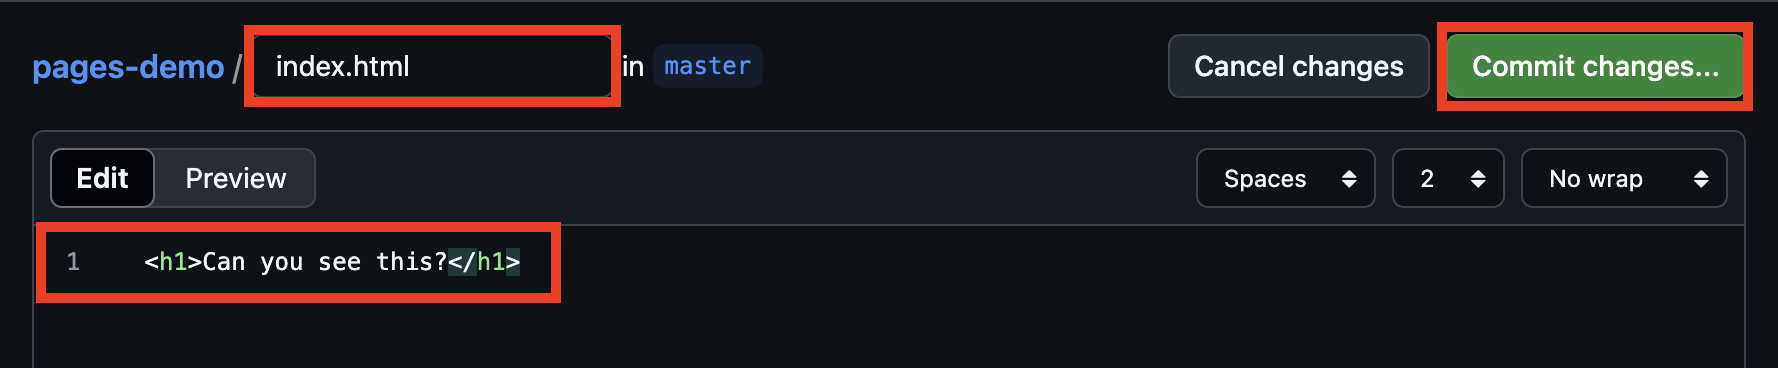 pages-demo / index.html in master Cancel changes Commit changes...
Edit Preview Spaces 2 No wrap
1 <h1>Can you see this?</h1>